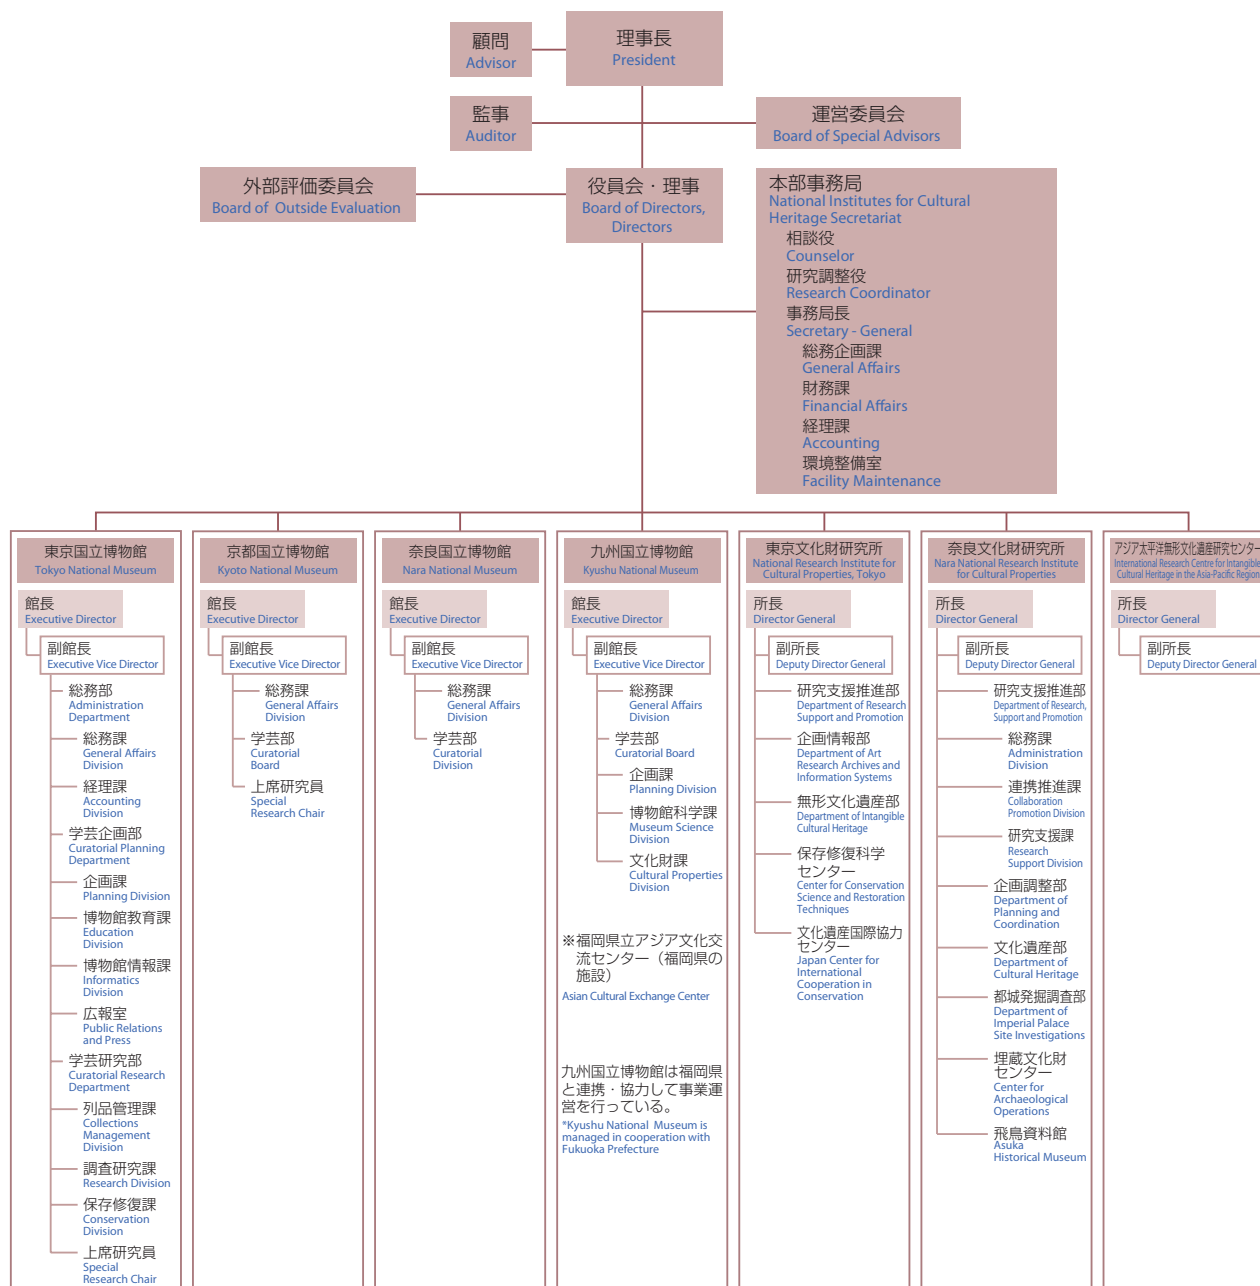 顧問
Advisor
理事長
President
監事
Auditor
運営委員会
Board of Special Advisors
外部評価委員会
Board of Outside Evaluation
役員会・理事
Board of Directors,
Directors
本部事務局
National Institutes for Cultural
Heritage Secretariat
相談役
Counselor
研究調整役
Research Coordinator
事務局長
Secretary - General
総務企画課
General Affairs
財務課
Financial Affairs
経理課
Accounting
環境整備室
Facility Maintenance
東京国立博物館
Tokyo National Museum
館長
Executive Director
副館長
Executive Vice Director
総務部
Administration
Department
総務課
General Affairs
Division
経理課
Accounting
Division
学芸企画部
Curatorial Planning
Department
企画課
Planning Division
博物館教育課
Education
Division
博物館情報課
Informatics
Division
広報室
Public Relations
and Press
学芸研究部
Curatorial Research
Department
列品管理課
Collections
Management
Division
調査研究課
Research Division
保存修復課
Conservation
Division
上席研究員
Special
Research Chair
京都国立博物館
Kyoto National Museum
館長
Executive Director
副館長
Executive Vice Director
総務課
General Affairs
Division
学芸部
Curatorial
Board
上席研究員
Special
Research Chair
奈良国立博物館
Nara National Museum
館長
Executive Director
副館長
Executive Vice Director
総務課
General Affairs
Division
学芸部
Curatorial
Division
九州国立博物館
Kyushu National Museum
館長
Executive Director
副館長
Executive Vice Director
総務課
General Affairs
Division
学芸部
Curatorial Board
企画課
Planning Division
博物館科学課
Museum Science
Division
文化財課
Cultural Properties
Division
※福岡県立アジア文化交
流センター（福岡県の
施設）
Asian Cultural Exchange Center
九州国立博物館は福岡県
と連携・協力して事業運
営を行っている。
*Kyushu National Museum is
managed in cooperation with
Fukuoka Prefecture
東京文化財研究所
National Research Institute for
Cultural Properties, Tokyo
所長
Director General
副所長
Deputy Director General
研究支援推進部
Department of Research
Support and Promotion
企画情報部
Department of Art
Research Archives and
Information Systems
無形文化遺産部
Department of Intangible
Cultural Heritage
保存修復科学
センター
Center for Conservation
Science and Restoration
Techniques
文化遺産国際協力
センター
Japan Center for
International
Cooperation in
Conservation
奈良文化財研究所
Nara National Research Institute
for Cultural Properties
所長
Director General
副所長
Deputy Director General
研究支援推進部
Department of Research,
Support and Promotion
総務課
Administration
Division
連携推進課
Collaboration
Promotion Division
研究支援課
Research
Support Division
企画調整部
Department of
Planning and
Coordination
文化遺産部
Department of
Cultural Heritage
都城発掘調査部
Department of
Imperial Palace
Site Investigations
埋蔵文化財
センター
Center for
Archaeological
Operations
飛鳥資料館
Asuka
Historical Museum
アジア太平洋無形文化遺産研究センター
International Research Centre for Intangible
Cultural Heritage in the Asia-Pacific Region
所長
Director General
副所長
Deputy Director General